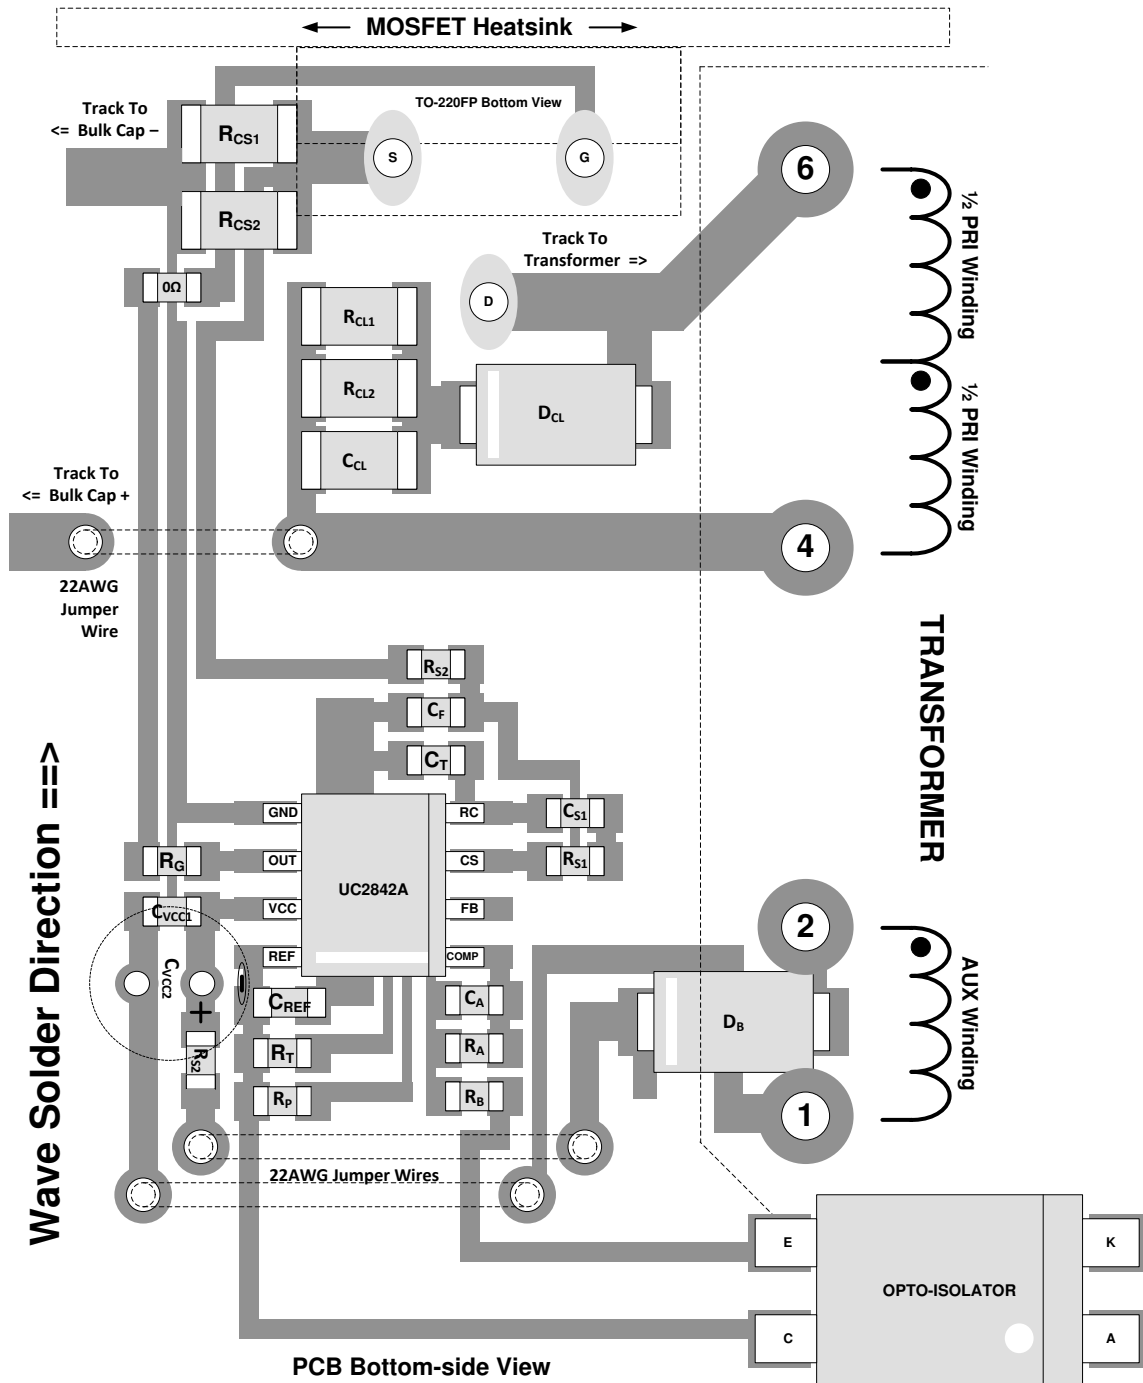 MOSFET Heatsink
TO-220FP Bottom View
Track To
<= Bulk Cap –
RCS1
S
G
6
RCS2
½ PRI Winding
Track To
Transformer =>
0Ω
D
RCL1
RCL2
DCL
½ PRI Winding
CCL
Track To
<= Bulk Cap +
4
22AWG
Jumper
Wire
TRANSFORMER
RS2
CF
CT
Wave Solder Direction ==>
GND
RC
CS1
RG
OUT
CS
RS1
UC2842A
CVCC1
VCC
FB
2
REF
COMP
CVCC2
+
AUX Winding
CREF
CA
DB
RS2
RT
RA
RP
RB
1
22AWG Jumper Wires
E
K
OPTO-ISOLATOR
C
A
PCB Bottom-side View